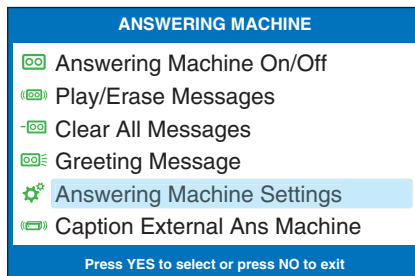 ANSWERING MACHINE
Answering Machine On/Off
Play/Erase Messages
Clear All Messages
Greeting Message
Answering Machine Settings
Caption External Ans Machine
Press YES to select or press NO to exit